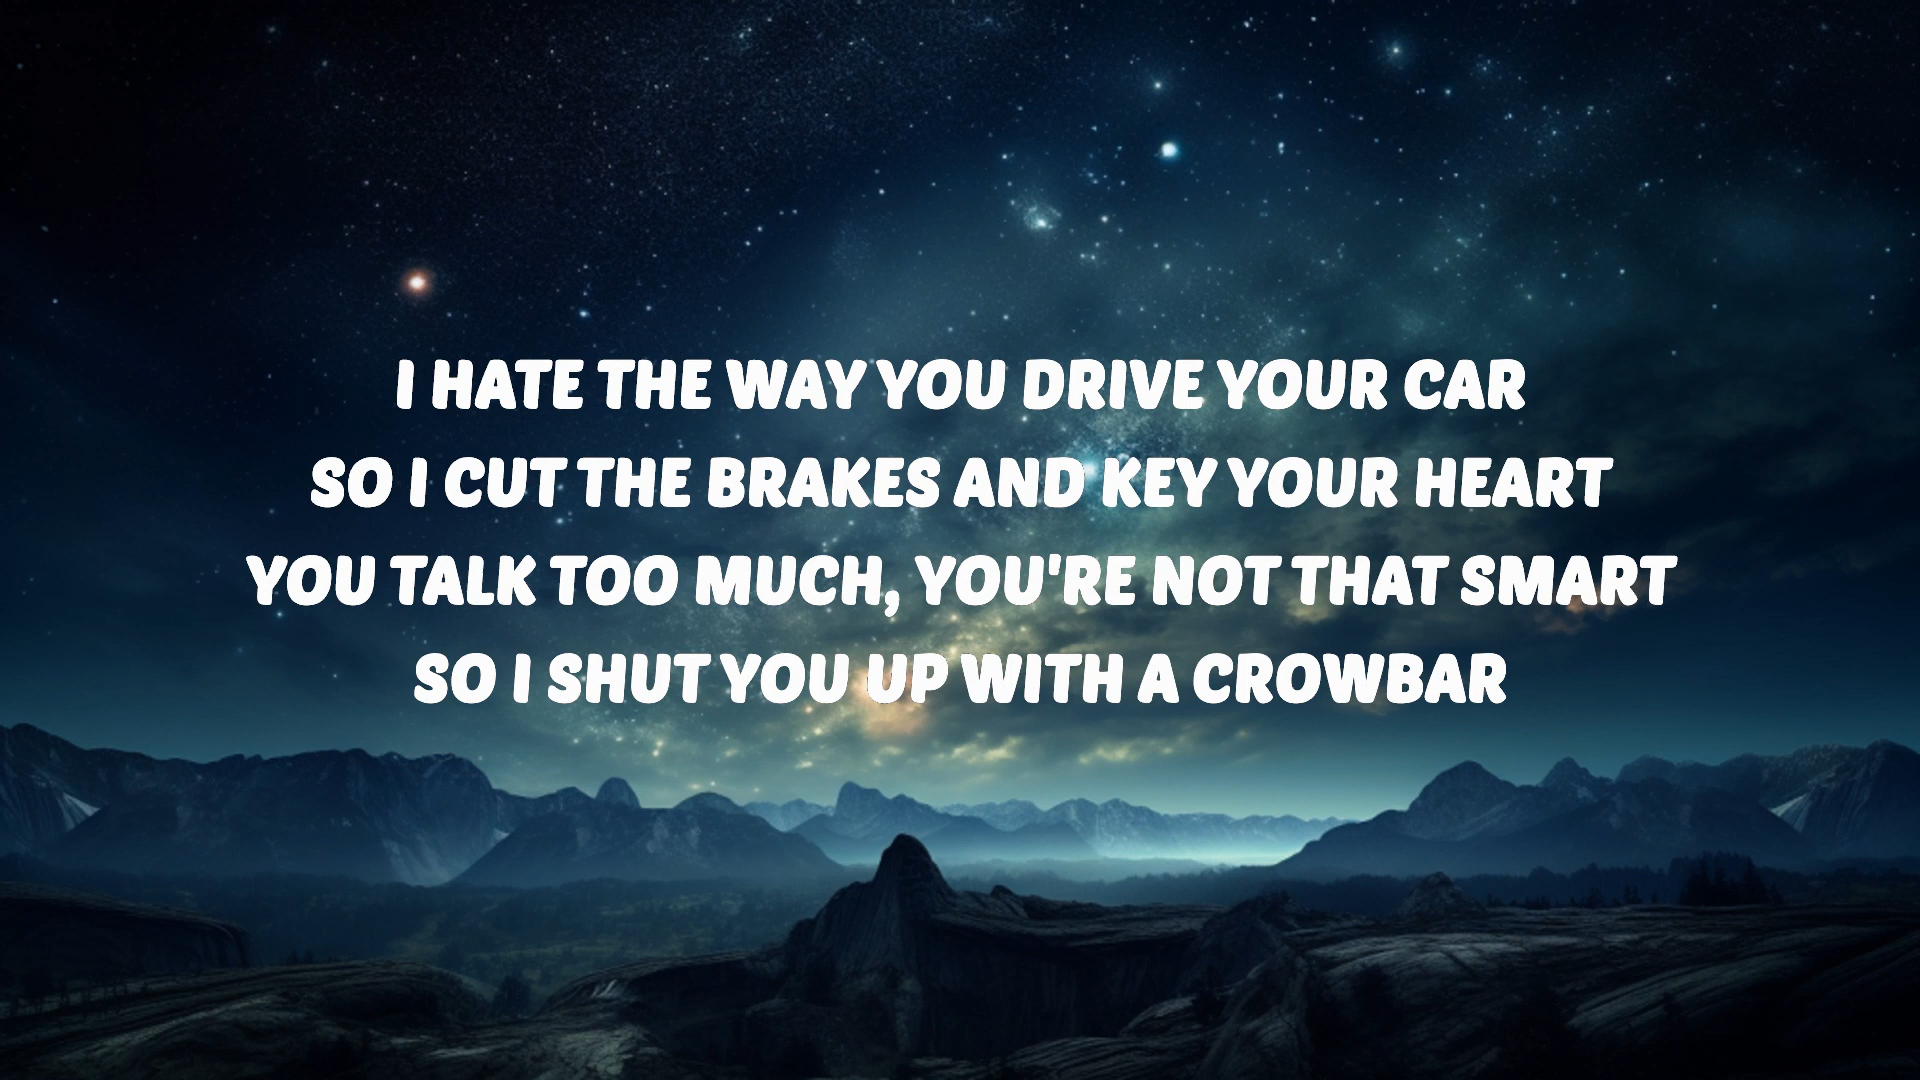 I HATE THE WAY YOU DRIVE YOUR CAR
SO I CUT THE BRAKES AND KEY YOUR HEART
YOU TALK TOO MUCH, YOU'RE NOT THAT SMART
SO I SHUT YOU UP WITH A CROWBAR